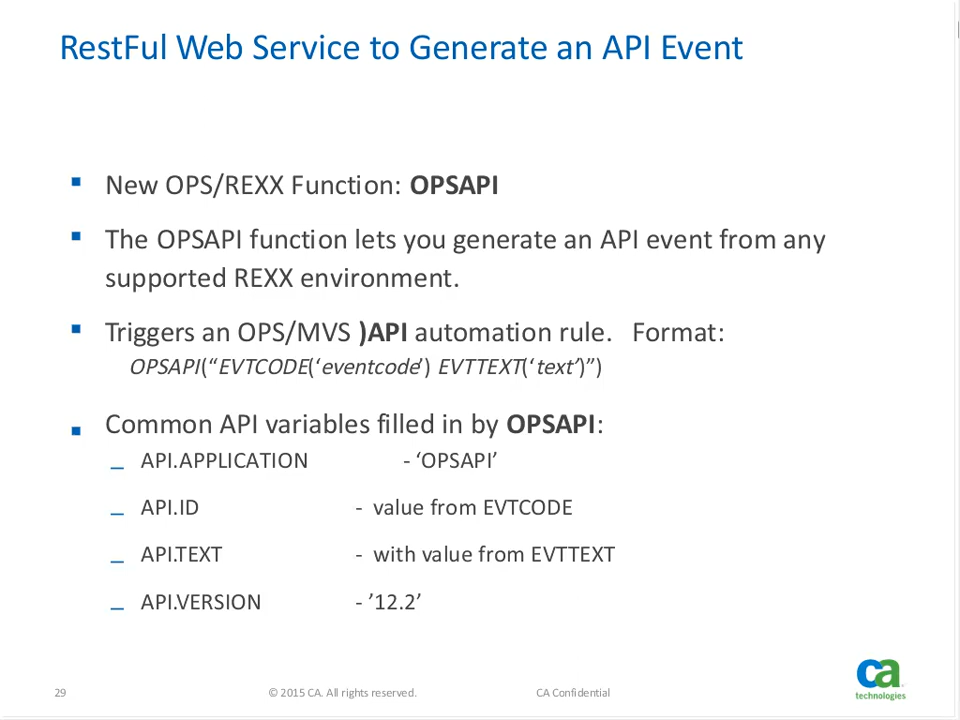 RestFul Web Service to Generate an API Event
New OPS/REXX Function: OPSAPI
The OPSAPI function lets you generate an API event from any
supported REXX environment.
Triggers an OPS/MVS )API automation rule. Format:
OPSAPI(“EVTCODE(‘eventcode’) EVTTEXT(‘text’)”)
Common API variables filled in by OPSAPI:
API.APPLICATION - ‘OPSAPI’
API.ID - value from EVTCODE
API.TEXT - with value from EVTTEXT
API.VERSION - ’12.2’
29 © 2015 CA. All rights reserved. CA Confidential
ca
technologies